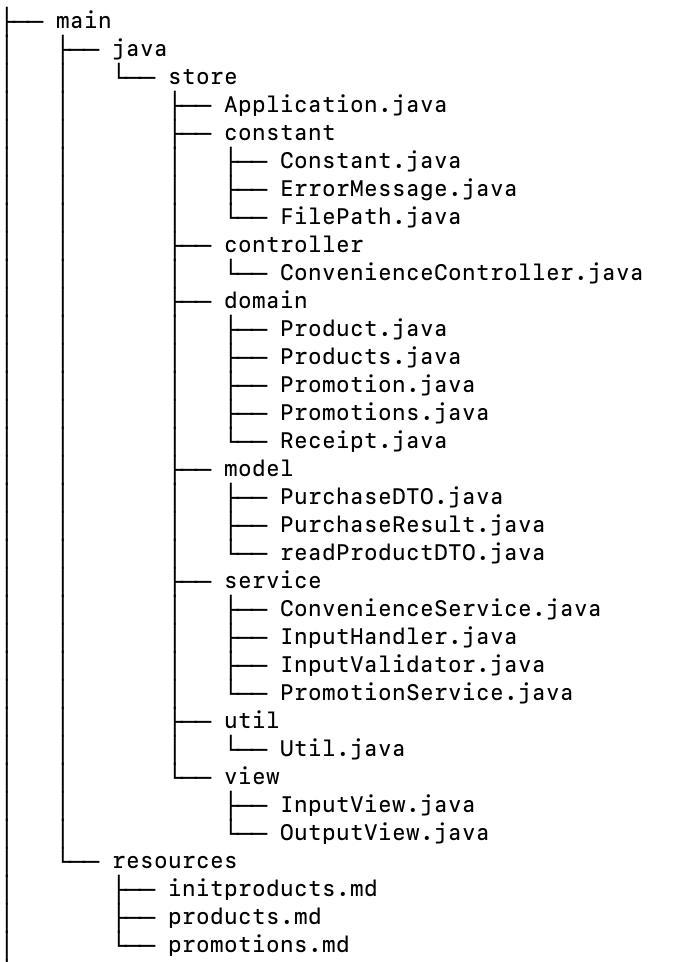 main
java
store
Application.java
constant
Constant.java
ErrorMessage.java
FilePath.java
controller
ConvenienceController.java
domain
Product.java
Products.java
Promotion.java
Promotions.java
Receipt.java
model
PurchaseDTO.java
PurchaseResult.java
readProductDTO.java
service
ConvenienceService.java
InputHandler.java
InputValidator.java
PromotionService.java
util
Util.java
view
InputView.java
OutputView.java
resources
initproducts.md
products.md
promotions.md